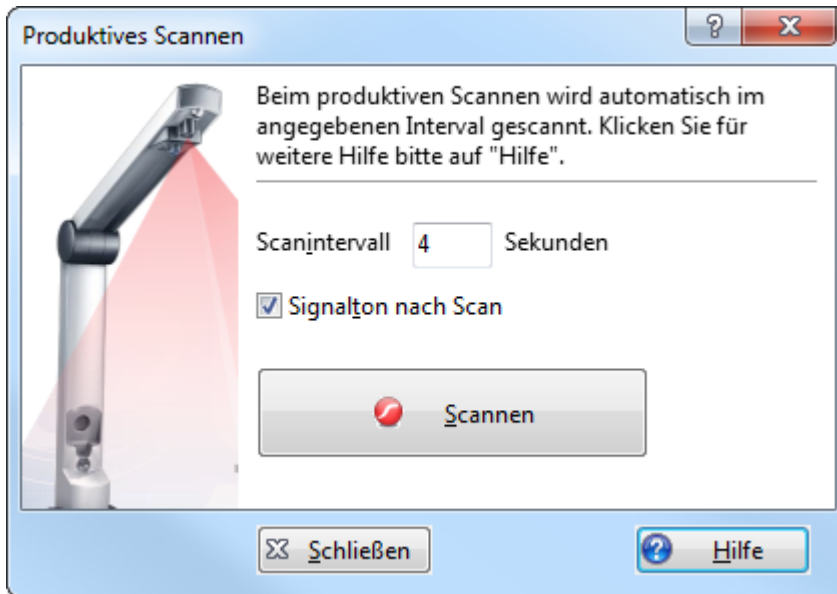 Produktives Scannen
Beim produktiven Scannen wird automatisch im
angegebenen Interval gescannt. Klicken Sie für
weitere Hilfe bitte auf "Hilfe".
Scanintervall 4 Sekunden
Signalton nach Scan
Scannen
Schließen Hilfe